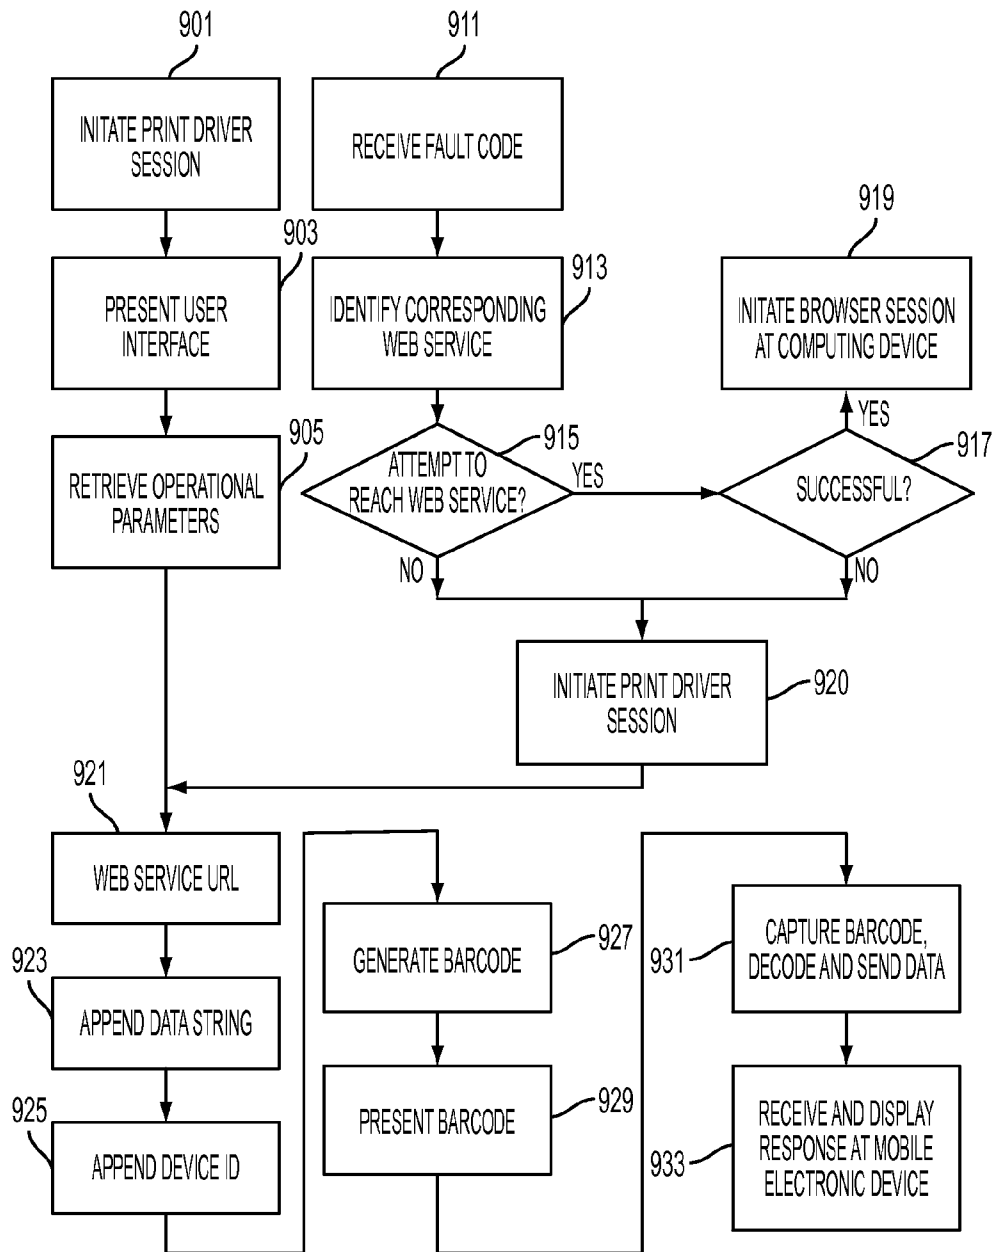 901
INITATE PRINT DRIVER
SESSION
903
PRESENT USER
INTERFACE
905
RETRIEVE OPERATIONAL
PARAMETERS
911
RECEIVE FAULT CODE
913
IDENTIFY CORRESPONDING
WEB SERVICE
915
ATTEMPT TO
REACH WEB SERVICE?
YES
NO
917
SUCCESSFUL?
YES
NO
919
INITATE BROWSER SESSION
AT COMPUTING DEVICE
920
INITIATE PRINT DRIVER
SESSION
921
WEB SERVICE URL
923
APPEND DATA STRING
925
APPEND DEVICE ID
927
GENERATE BARCODE
929
PRESENT BARCODE
931
CAPTURE BARCODE,
DECODE AND SEND DATA
933
RECEIVE AND DISPLAY
RESPONSE AT MOBILE
ELECTRONIC DEVICE